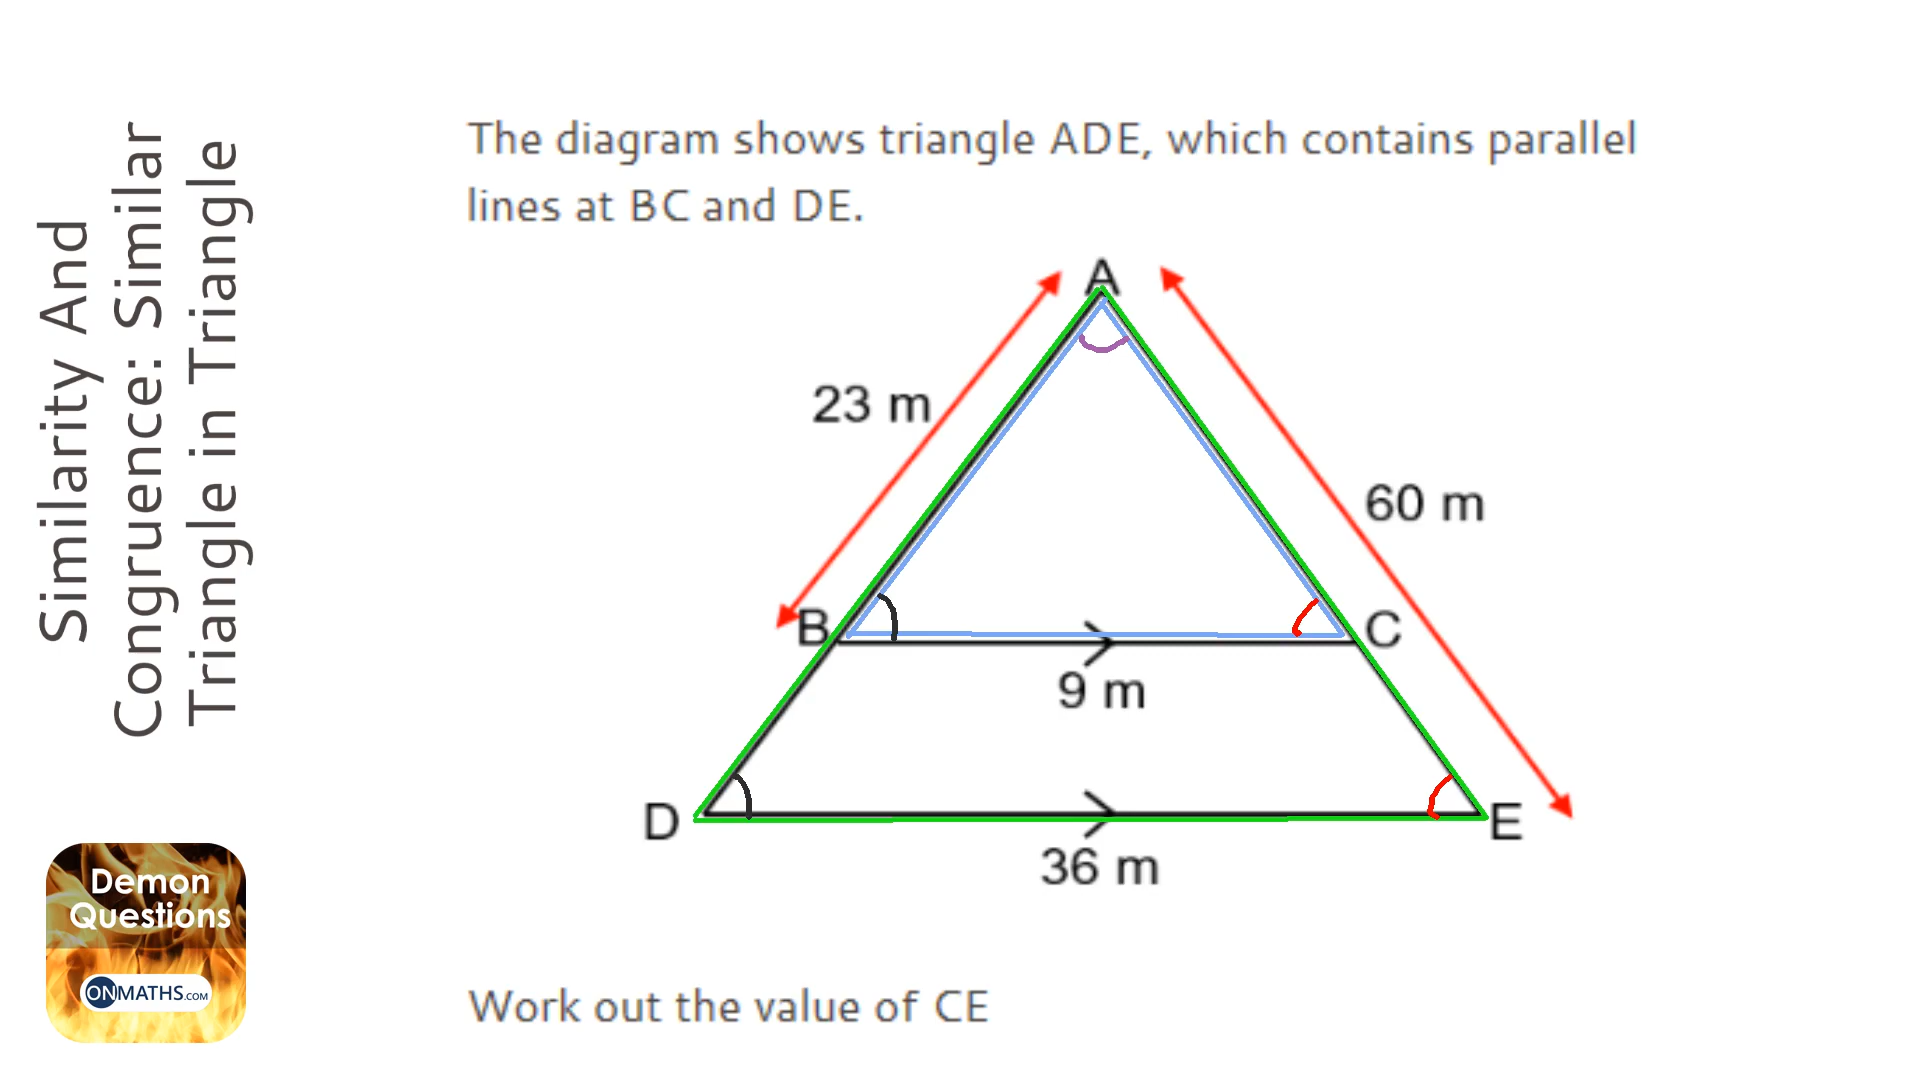 Similarity And
Congruence: Similar
Triangle in Triangle
The diagram shows triangle ADE, which contains parallel
lines at BC and DE.
A
23 m
60 m
B
C
9 m
D
E
36 m
Demon
Questions
ONMATHS.COM
Work out the value of CE